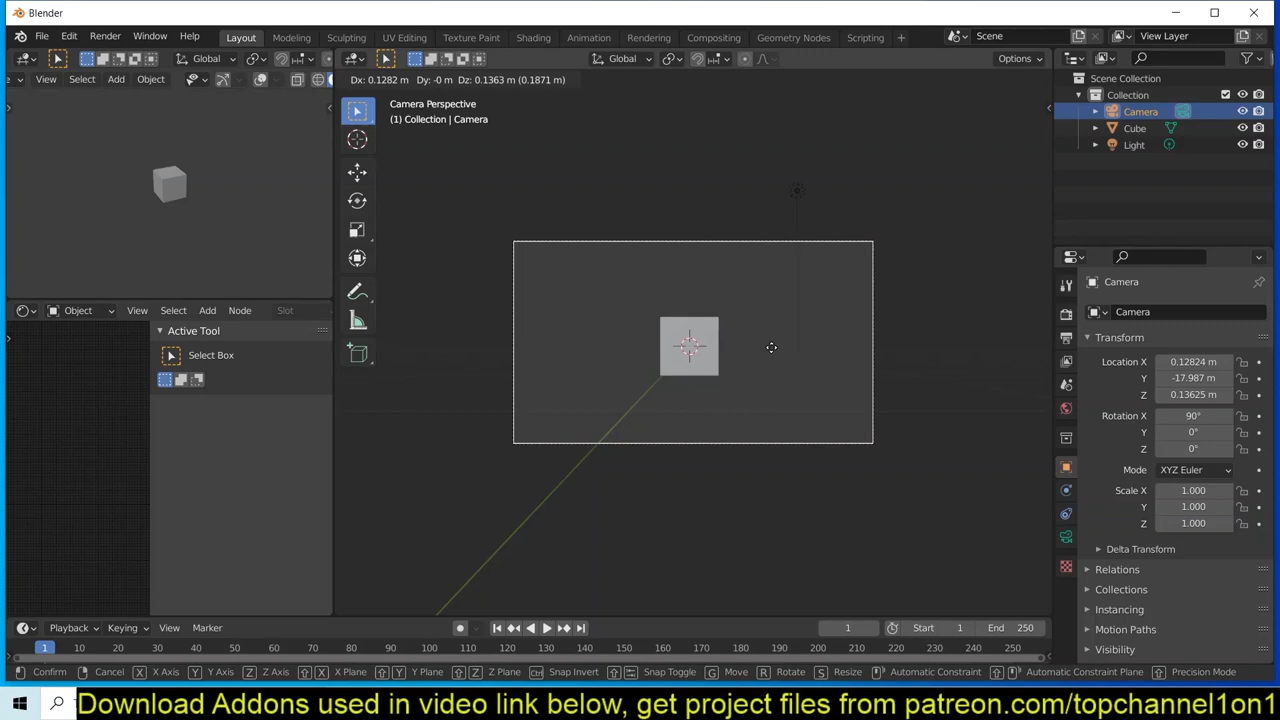 Blender
File Edit Render Window Help Layout Modeling Sculpting UV Editing Texture Paint Shading Animation Rendering Compositing Geometry Nodes Scripting Scene View Layer
Global Global Options
View Select Add Object Dx: 0.1282 m Dy: -0 m Dz: 0.1363 m (0.1871 m) Scene Collection
Collection
Camera Perspective
(1) Collection | Camera Camera
Cube
Light
Camera
Object View Select Add Node Slot Camera
Active Tool Transform
Select Box Location X 0.12824 m
Y -17.987 m
Z 0.13625 m
Rotation X 90°
Y 0°
Z 0°
Mode XYZ Euler
Scale X 1.000
Y 1.000
Z 1.000
Delta Transform
Relations
Collections
Instancing
Playback Keying View Marker 1 Start 1 End 250 Motion Paths
1 10 20 30 40 50 60 70 80 90 100 110 120 130 140 150 160 170 180 190 200 210 220 230 240 250 Visibility
Confirm Cancel X X Axis Y Y Axis Z Z Axis X X Plane Y Y Plane Z Z Plane Snap Invert Snap Toggle G Move R Rotate S Resize Automatic Constraint Automatic Constraint Plane Precision Mode
Download Addons used in video link below, get project files from patreon.com/topchannel1on1